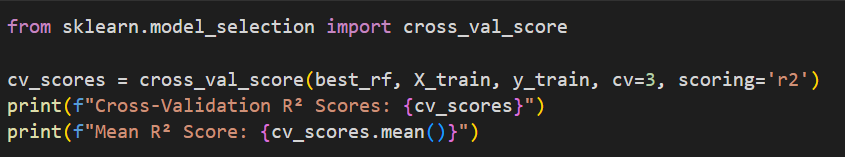 from sklearn.model_selection import cross_val_score
cv_scores = cross_val_score(best_rf, X_train, y_train, cv=3, scoring='r2')
print(f"Cross-Validation R² Scores: {cv_scores}")
print(f"Mean R² Score: {cv_scores.mean()}")